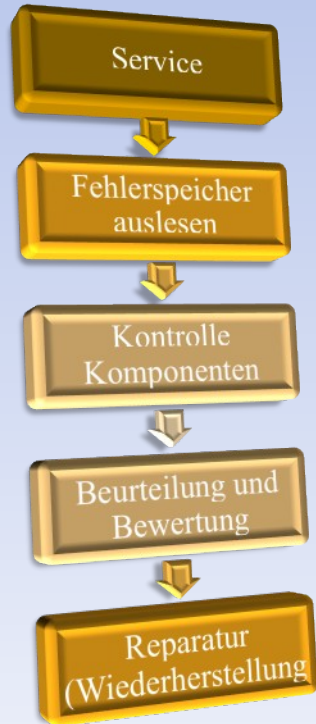 Service
Fehlerspeicher
auslesen
Kontrolle
Komponenten
Beurteilung und
Bewertung
Reparatur
(Wiederherstellung